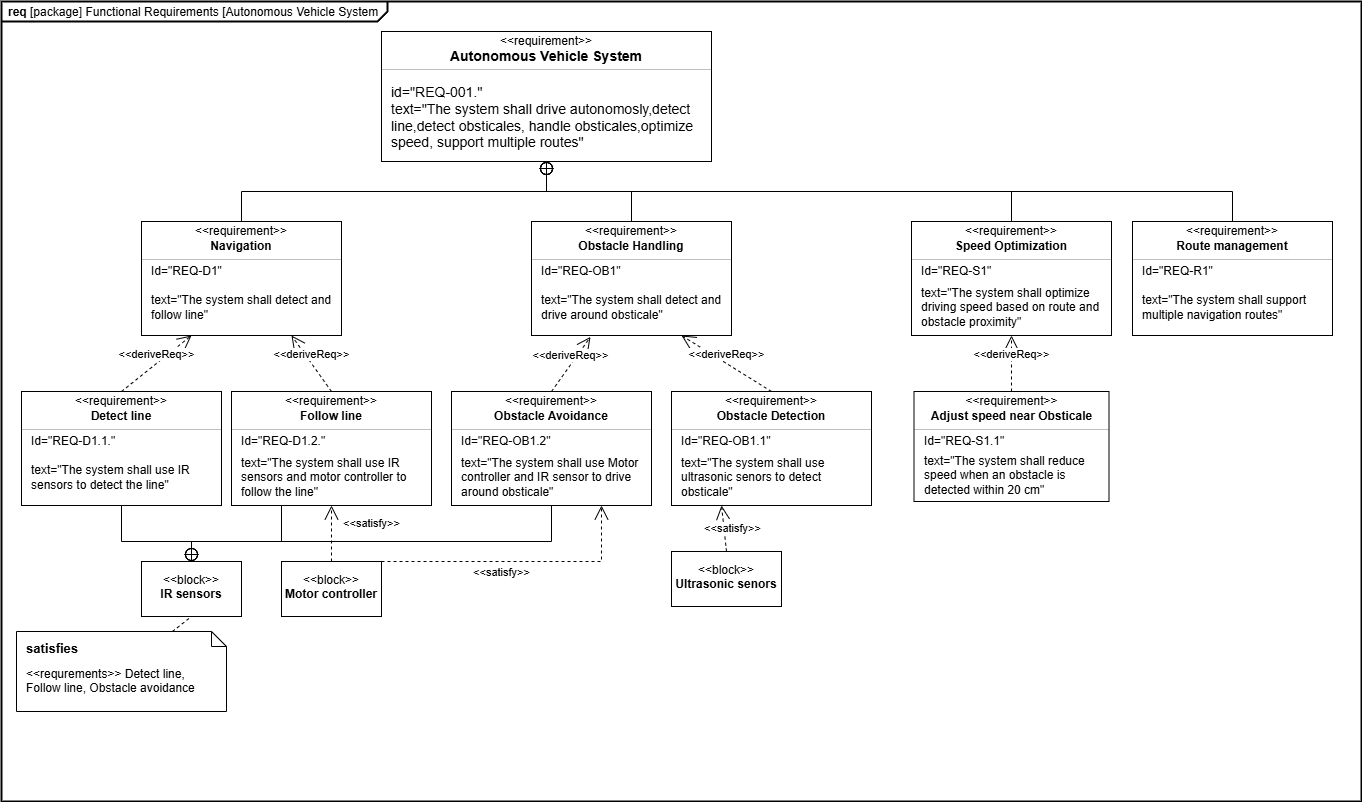 req [package] Functional Requirements [Autonomous Vehicle System
<<requirement>>
Autonomous Vehicle System
id="REQ-001."
text="The system shall drive autonomosly,detect
line,detect obsticales, handle obsticales,optimize
speed, support multiple routes"
<<requirement>>
Navigation
Id="REQ-D1"
text="The system shall detect and
follow line"
<<requirement>>
Obstacle Handling
Id="REQ-OB1"
text="The system shall detect and
drive around obsticale"
<<requirement>>
Speed Optimization
Id="REQ-S1"
text="The system shall optimize
driving speed based on route and
obstacle proximity"
<<requirement>>
Route management
Id="REQ-R1"
text="The system shall support
multiple navigation routes"
<<deriveReq>>
<<deriveReq>>
<<deriveReq>>
<<deriveReq>>
<<deriveReq>>
<<requirement>>
Detect line
Id="REQ-D1.1."
text="The system shall use IR
sensors to detect the line"
<<requirement>>
Follow line
Id="REQ-D1.2."
text="The system shall use IR
sensors and motor controller to
follow the line"
<<requirement>>
Obstacle Avoidance
Id="REQ-OB1.2"
text="The system shall use Motor
controller and IR sensor to drive
around obsticale"
<<requirement>>
Obstacle Detection
Id="REQ-OB1.1"
text="The system shall use
ultrasonic senors to detect
obsticale"
<<requirement>>
Adjust speed near Obsticale
Id="REQ-S1.1"
text="The system shall reduce
speed when an obstacle is
detected within 20 cm"
<<satisfy>>
<<satisfy>>
<<satisfy>>
<<block>>
IR sensors
<<block>>
Motor controller
<<block>>
Ultrasonic senors
satisfies
<<requrements>> Detect line,
Follow line, Obstacle avoidance